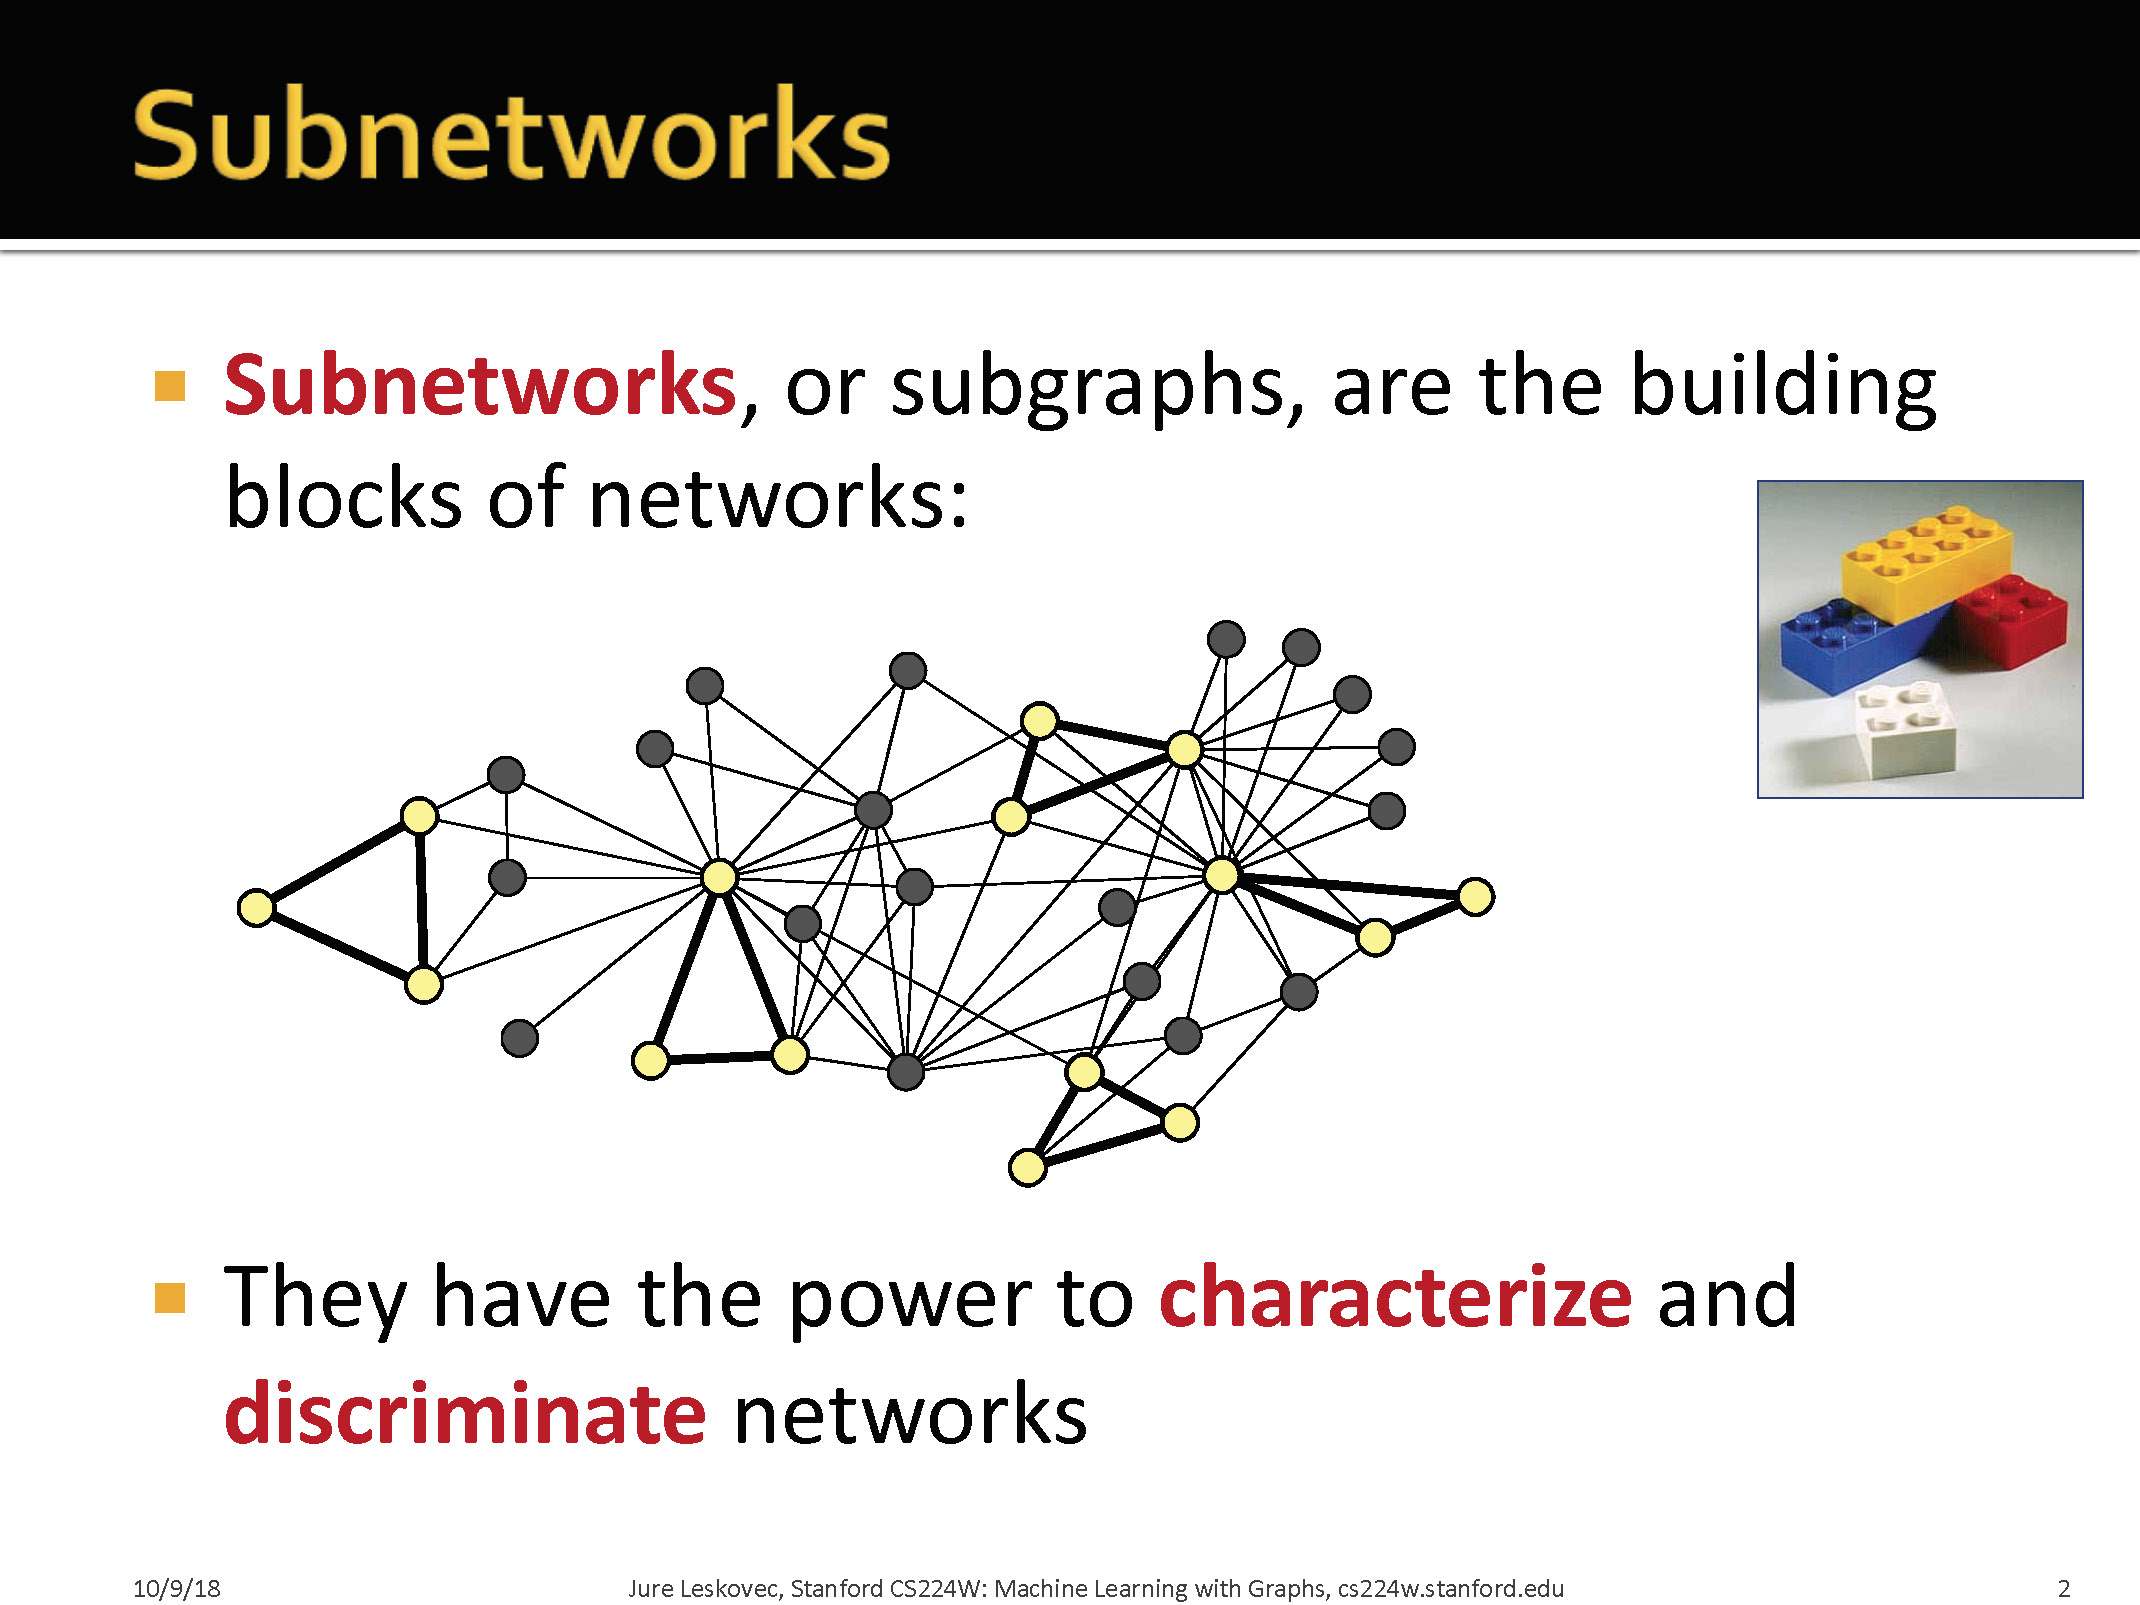 Subnetworks
Subnetworks, or subgraphs, are the building
blocks of networks:
They have the power to characterize and
discriminate networks
10/9/18
Jure Leskovec, Stanford CS224W: Machine Learning with Graphs, cs224w.stanford.edu
2